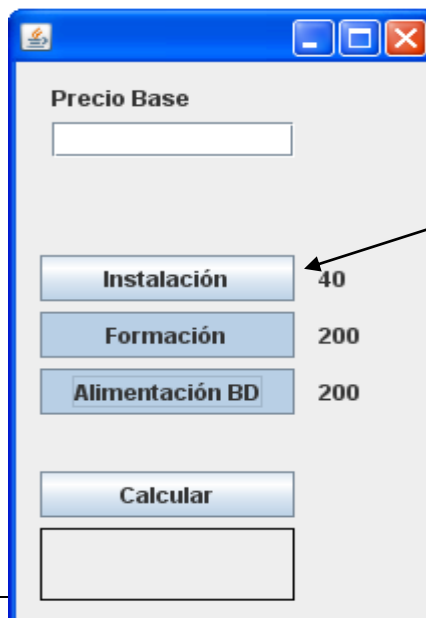 Precio Base
Instalación 40
Formación 200
Alimentación BD 200
Calcular